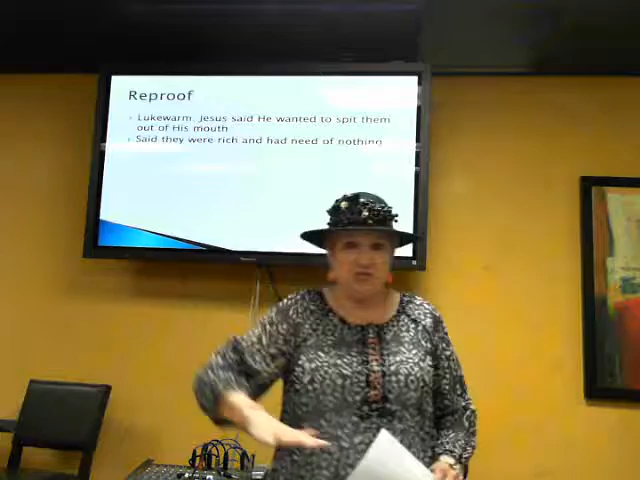 Reproof
› Lukewarm. Jesus said He wanted to spit them
out of His mouth
› Said they were rich and had need of nothing